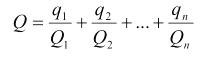 Q = q₁/Q₁ + q₂/Q₂ + ... + qₙ/Qₙ